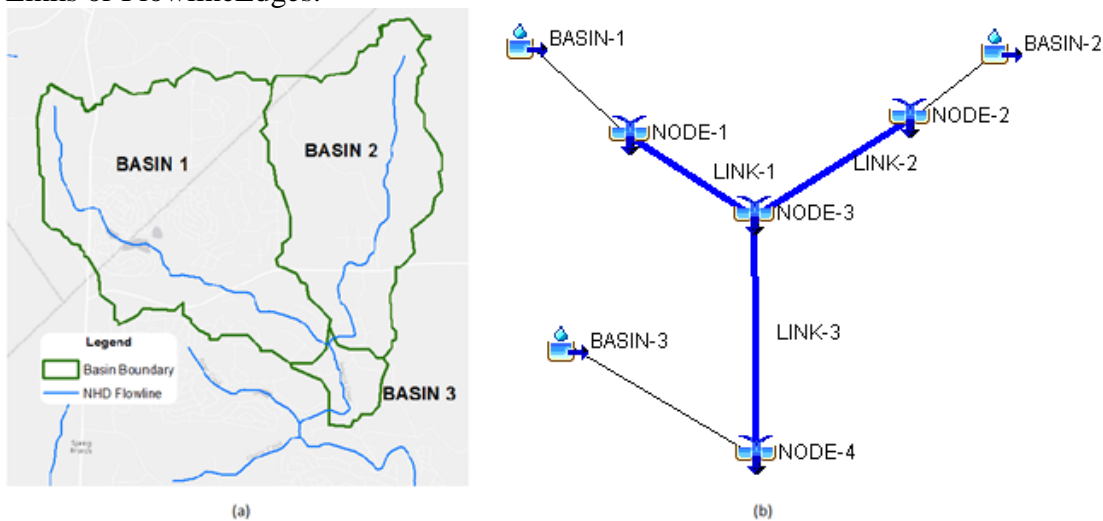 Links or FlowlineEdges.
BASIN 1
BASIN 2
BASIN 3
Legend
Basin Boundary
NHD Flowline
Spring
(a)
BASIN-1
BASIN-2
NODE-1
NODE-2
LINK-1
LINK-2
NODE-3
LINK-3
BASIN-3
NODE-4
(b)